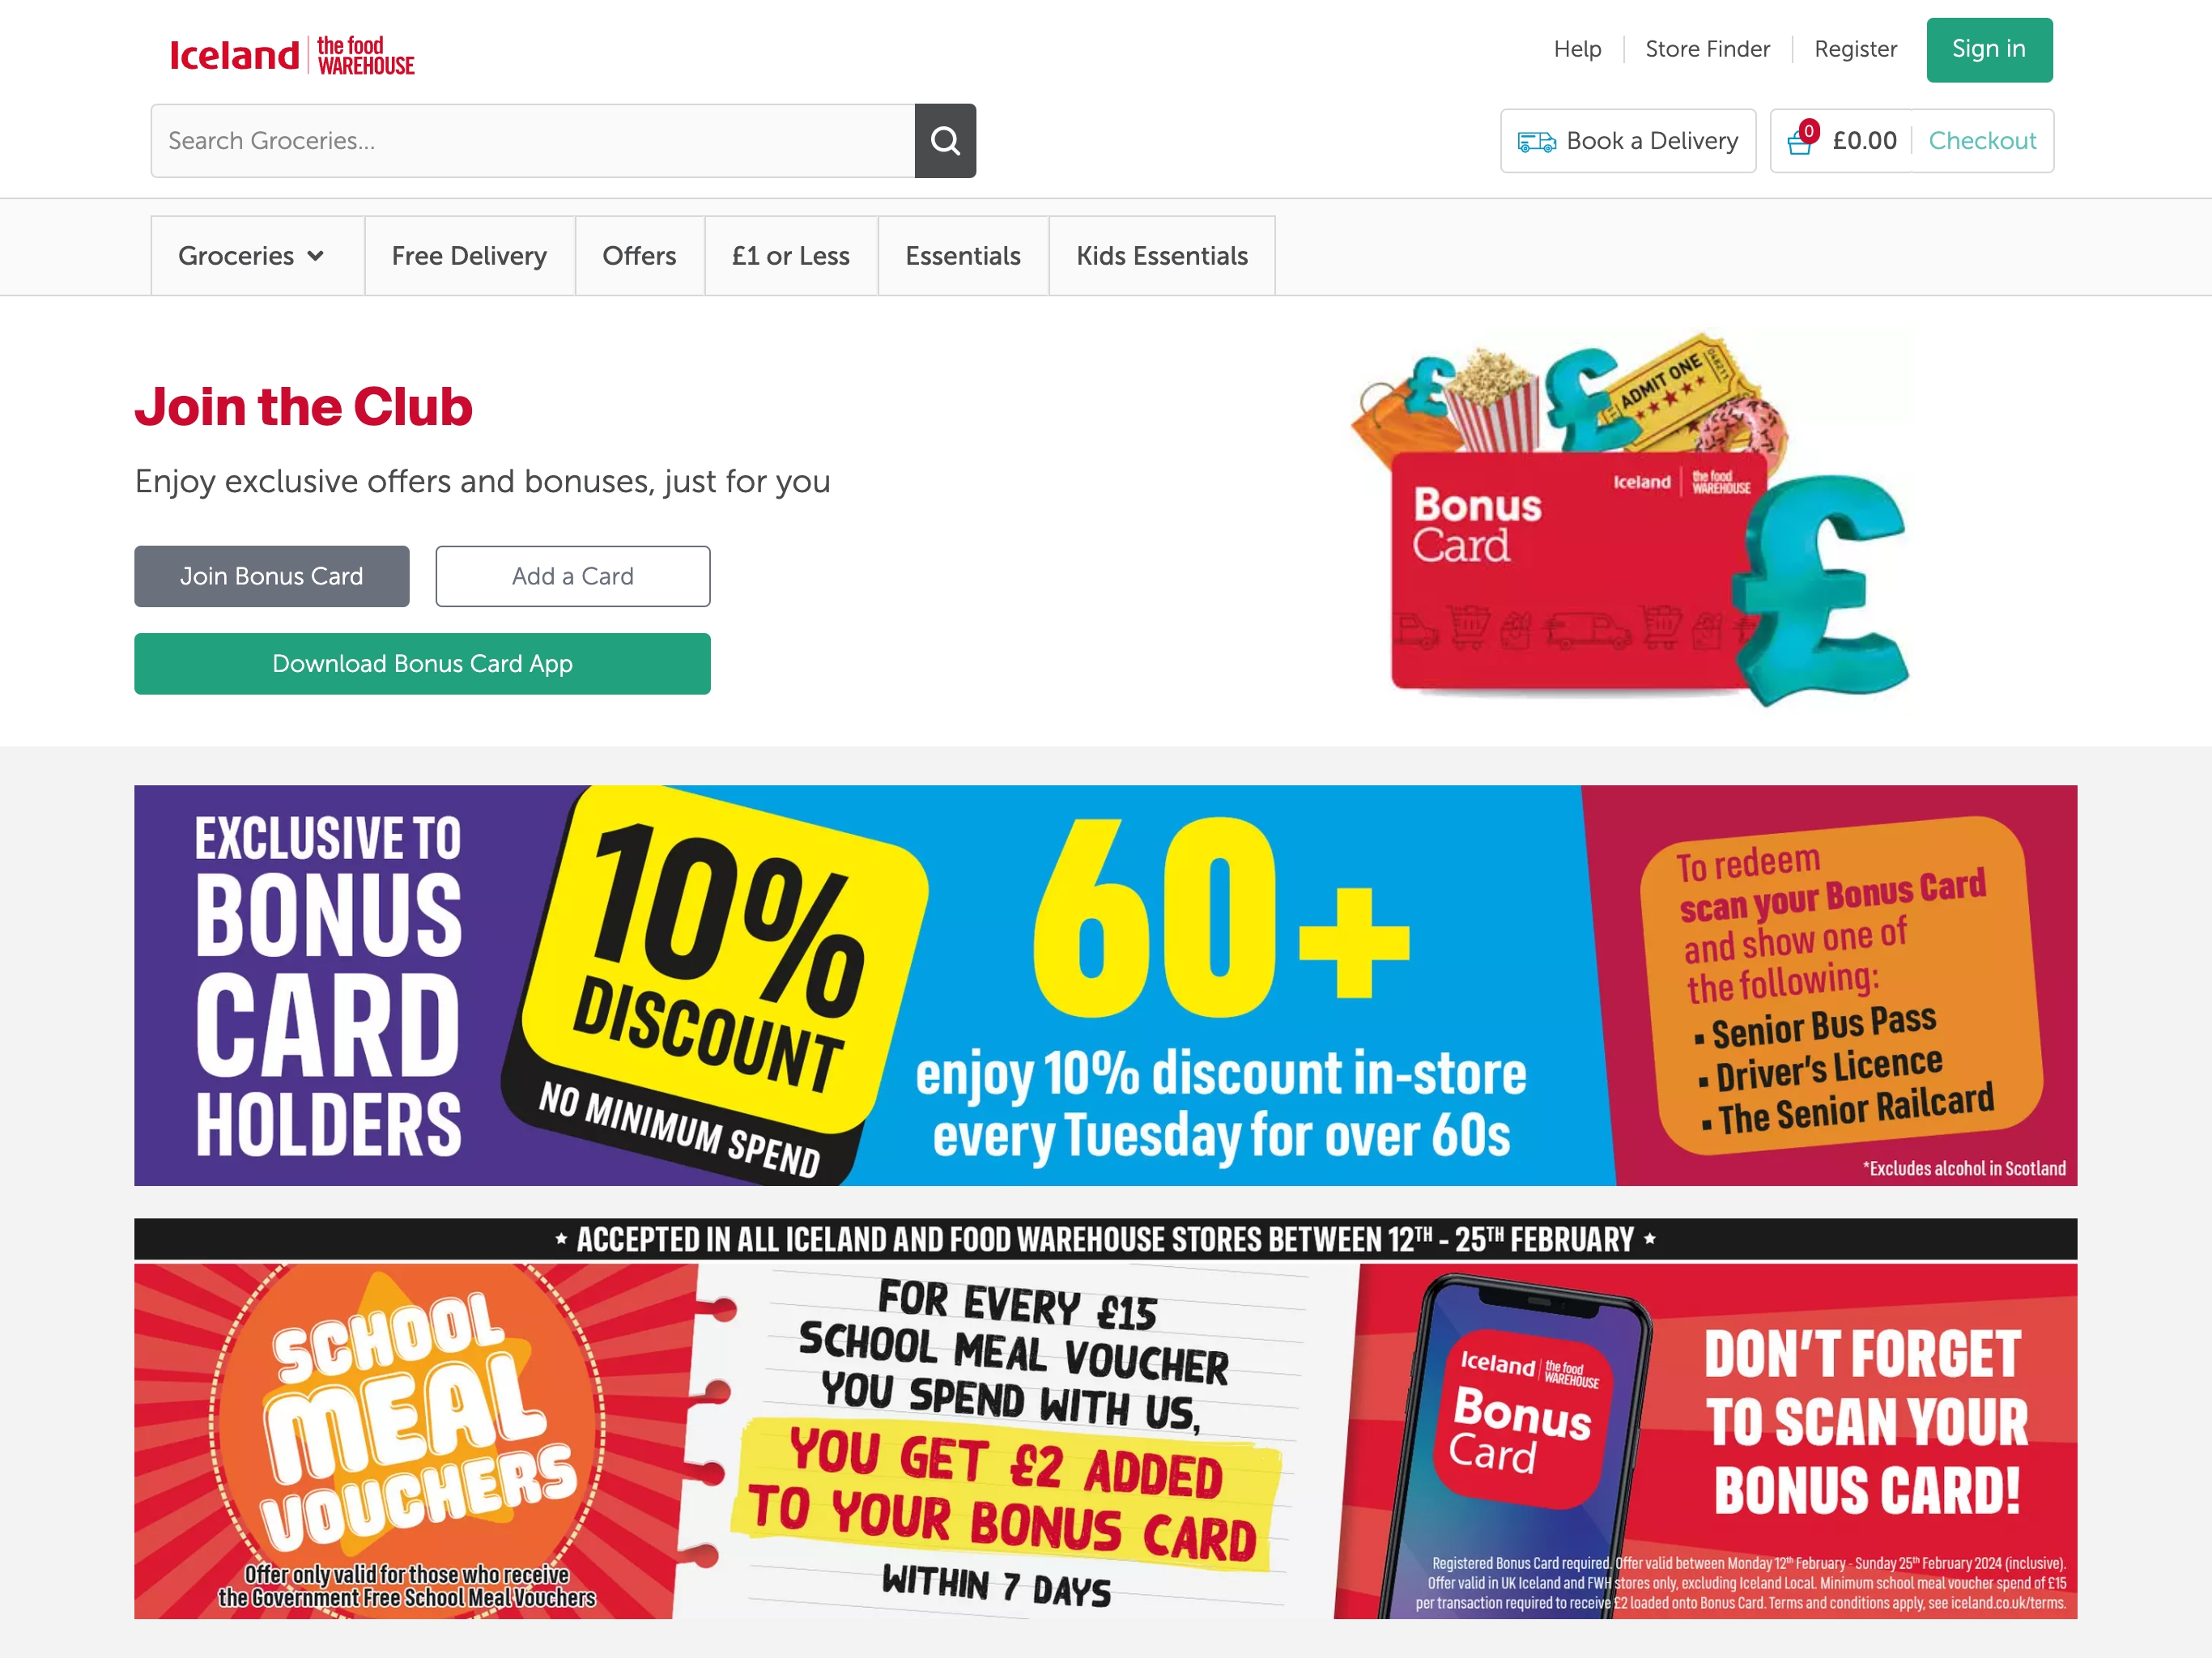 Iceland the food WAREHOUSE
Help
Store Finder
Register
Sign in
Search Groceries...
Book a Delivery
0
£0.00
Checkout
Groceries
Free Delivery
Offers
£1 or Less
Essentials
Kids Essentials
Join the Club
Enjoy exclusive offers and bonuses, just for you
Join Bonus Card
Add a Card
Download Bonus Card App
£
£
ADMIT ONE
048211
Iceland the food WAREHOUSE
Bonus
Card
£
EXCLUSIVE TO
BONUS
CARD
HOLDERS
10%
DISCOUNT
NO MINIMUM SPEND
60+
enjoy 10% discount in-store
every Tuesday for over 60s
To redeem
scan your Bonus Card
and show one of
the following:
▪ Senior Bus Pass
▪ Driver's Licence
▪ The Senior Railcard
*Excludes alcohol in Scotland
★ ACCEPTED IN ALL ICELAND AND FOOD WAREHOUSE STORES BETWEEN 12TH - 25TH FEBRUARY ★
SCHOOL
MEAL
VOUCHERS
Offer only valid for those who receive
the Government Free School Meal Vouchers
FOR EVERY £15
SCHOOL MEAL VOUCHER
YOU SPEND WITH US,
YOU GET £2 ADDED
TO YOUR BONUS CARD
WITHIN 7 DAYS
Iceland the food WAREHOUSE
Bonus
Card
DON'T FORGET
TO SCAN YOUR
BONUS CARD!
Registered Bonus Card required. Offer valid between Monday 12th February - Sunday 25th February 2024 (inclusive).
Offer valid in UK Iceland and FWH stores only, excluding Iceland Local. Minimum school meal voucher spend of £15
per transaction required to receive £2 loaded onto Bonus Card. Terms and conditions apply, see iceland.co.uk/terms.